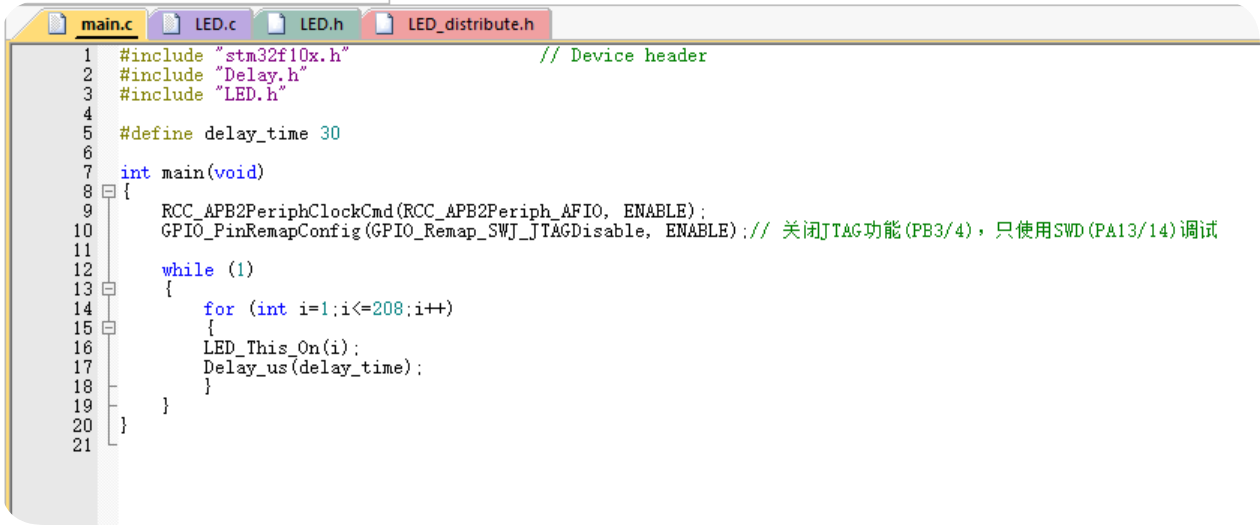 main.c LED.c LED.h LED_distribute.h
1 #include "stm32f10x.h" // Device header
2 #include "Delay.h"
3 #include "LED.h"
4
5 #define delay_time 30
6
7 int main(void)
8 {
9 RCC_APB2PeriphClockCmd(RCC_APB2Periph_AFIO, ENABLE);
10 GPIO_PinRemapConfig(GPIO_Remap_SWJ_JTAGDisable, ENABLE);// 关闭JTAG功能(PB3/4)，只使用SWD(PA13/14)调试
11
12 while (1)
13 {
14 for (int i=1;i<=208;i++)
15 {
16 LED_This_On(i);
17 Delay_us(delay_time);
18 }
19 }
20 }
21